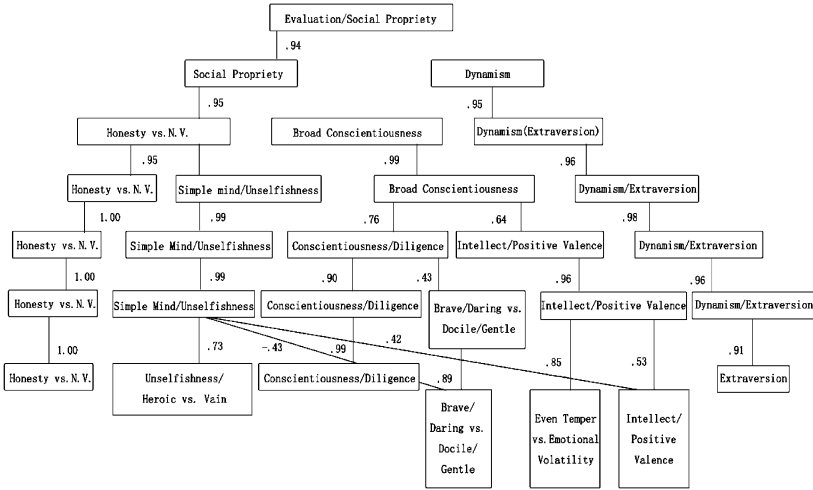 Evaluation/Social Propriety
.94
Social Propriety
Dynamism
.95
.95
Honesty vs. N.V.
Broad Conscientiousness
Dynamism(Extraversion)
.95
.99
.96
Honesty vs. N.V.
Simple mind/Unselfishness
Broad Conscientiousness
Dynamism/Extraversion
1.00
.99
.76
.64
.98
Honesty vs. N.V.
Simple Mind/Unselfishness
Conscientiousness/Diligence
Intellect/Positive Valence
Dynamism/Extraversion
1.00
.99
.90
.43
.96
.96
Honesty vs. N.V.
Simple Mind/Unselfishness
Conscientiousness/Diligence
Brave/Daring vs.
Docile/Gentle
Intellect/Positive Valence
Dynamism/Extraversion
1.00
.73
-.43
.99
.42
.89
.85
.53
.91
Honesty vs. N.V.
Unselfishness/
Heroic vs. Vain
Conscientiousness/Diligence
Brave/
Daring vs.
Docile/
Gentle
Even Temper
vs. Emotional
Volatility
Intellect/
Positive
Valence
Extraversion